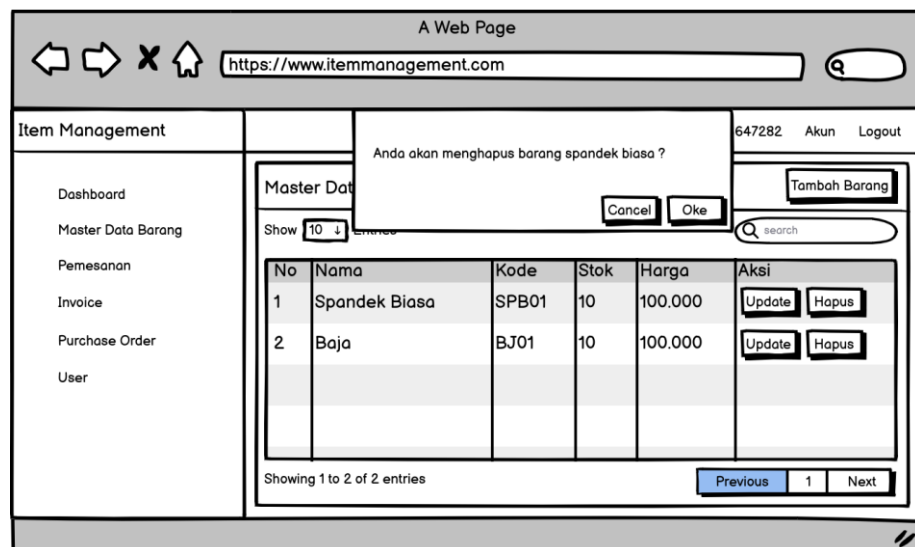 A Web Page
https://www.itemmanagement.com
Item Management
647282 Akun Logout
Anda akan menghapus barang spandek biasa ?
Cancel Oke
Dashboard
Master Data Barang
Pemesanan
Invoice
Purchase Order
User
Master Dat
Tambah Barang
Show 10 Entries
search
No Nama Kode Stok Harga Aksi
1 Spandek Biasa SPB01 10 100.000 Update Hapus
2 Baja BJ01 10 100.000 Update Hapus
Showing 1 to 2 of 2 entries
Previous 1 Next